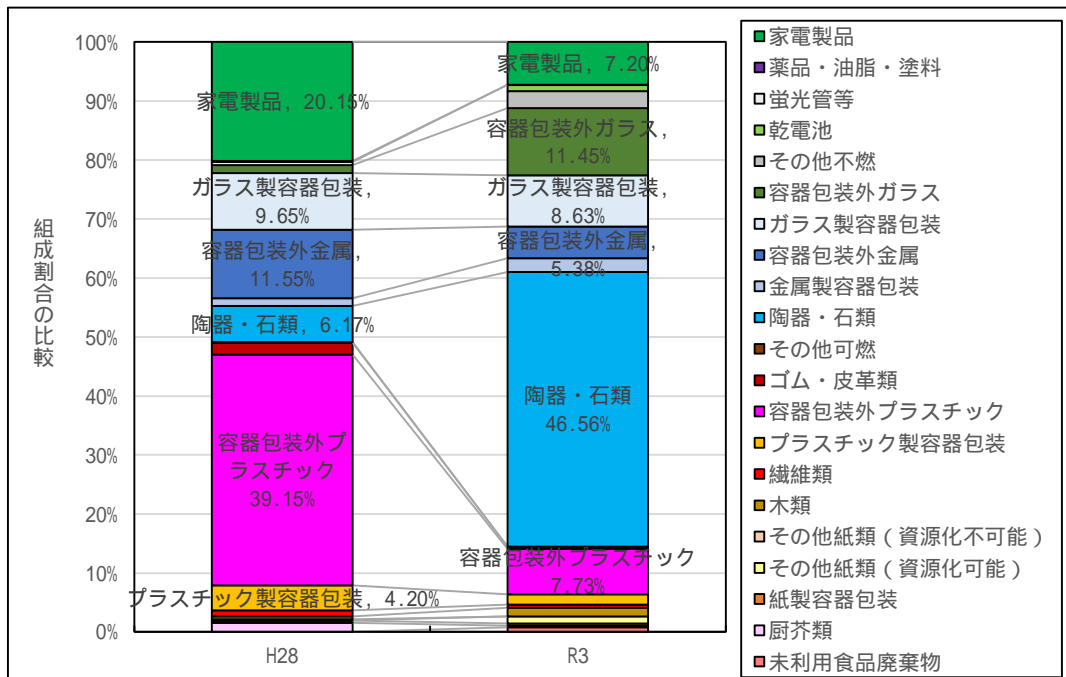 組成割合の比較
100%
90%
80%
70%
60%
50%
40%
30%
20%
10%
0%
家電製品, 20.15%
ガラス製容器包装,
9.65%
容器包装外金属,
11.55%
陶器・石類, 6.17%
容器包装外プ
ラスチック
39.15%
プラスチック製容器包装, 4.20%
H28
家電製品, 7.20%
容器包装外ガラス,
11.45%
ガラス製容器包装,
8.63%
容器包装外金属,
5.38%
陶器・石類
46.56%
容器包装外プラスチック
7.73%
R3
家電製品
薬品・油脂・塗料
蛍光管等
乾電池
その他不燃
容器包装外ガラス
ガラス製容器包装
容器包装外金属
金属製容器包装
陶器・石類
その他可燃
ゴム・皮革類
容器包装外プラスチック
プラスチック製容器包装
繊維類
木類
その他紙類（資源化不可能）
その他紙類（資源化可能）
紙製容器包装
厨芥類
未利用食品廃棄物